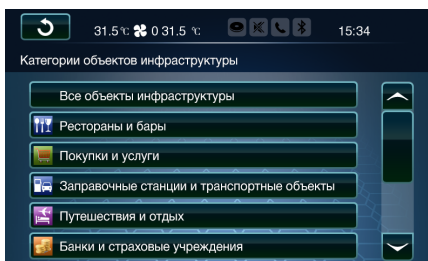 31.5℃ 0 31.5 ℃ 15:34
Категории объектов инфраструктуры
Все объекты инфраструктуры
Рестораны и бары
Покупки и услуги
Заправочные станции и транспортные объекты
Путешествия и отдых
Банки и страховые учреждения